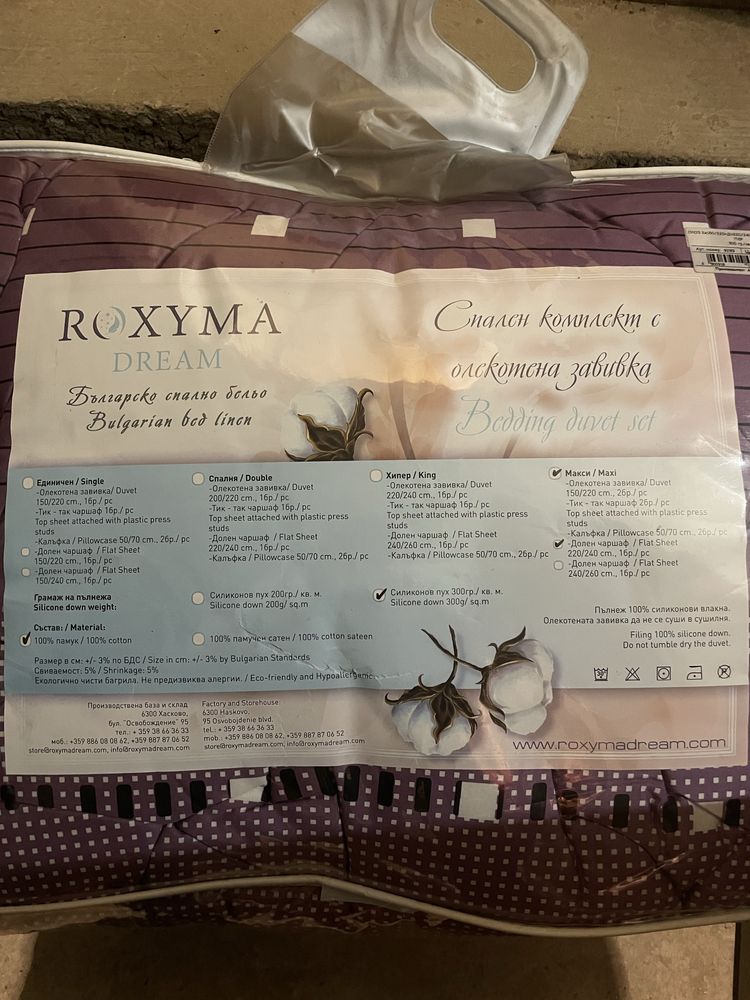 ROXYMA
DREAM
Българско спално бельо
Bulgarian bed linen
Спален комплект с
олекотена завивка
Bedding duvet set
Единичен / Single
-Олекотена завивка/ Duvet
150/220 cm., 1бр./ pc
-Тик - так чаршаф 1бр./ pc
Top sheet attached with plastic press
studs
-Калъфка / Pillowcase 50/70 cm., 2бр./ pc
-Долен чаршаф / Flat Sheet
150/220 cm., 1бр./ pc
-Долен чаршаф / Flat Sheet
150/240 cm., 1бр./ pc
Спалня / Double
-Олекотена завивка/ Duvet
200/220 cm., 1бр./ pc
-Тик - так чаршаф 1бр./ pc
Top sheet attached with plastic press
studs
-Долен чаршаф / Flat Sheet
220/240 cm., 1бр./ pc
-Калъфка / Pillowcase 50/70 cm., 2бр./ pc
Хипер / King
-Олекотена завивка/ Duvet
220/240 cm., 1бр./ pc
-Тик - так чаршаф 1бр./ pc
Top sheet attached with plastic press
studs
-Долен чаршаф / Flat Sheet
240/260 cm., 1бр./ pc
-Калъфка / Pillowcase 50/70 cm., 2бр./ pc
Макси / Maxi
-Олекотена завивка/ Duvet
150/220 cm., 2бр./ pc
-Тик - так чаршаф 2бр./ pc
Top sheet attached with plastic press
studs
-Калъфка / Pillowcase 50/70 cm., 2бр./ pc
-Долен чаршаф / Flat Sheet
220/240 cm., 1бр./ pc
-Долен чаршаф / Flat Sheet
240/260 cm., 1бр./ pc
Грамаж на пълнежа
Silicone down weight:
Силиконов пух 200гр./ кв. м.
Silicone down 200g/ sq.m
Силиконов пух 300гр./ кв. м.
Silicone down 300g/ sq.m
Състав: / Material:
100% памук / 100% cotton
100% памучен сатен / 100% cotton sateen
Пълнеж 100% силиконови влакна.
Олекотената завивка да не се суши в сушилня.
Filing 100% silicone down.
Do not tumble dry the duvet.
Размер в см: +/- 3% по БДС / Size in cm: +/- 3% by Bulgarian Standards
Свиваемост: 5% / Shrinkage: 5%
Екологично чисти багрила. Не предизвиква алергии. / Eco-friendly and Hypoallergenic
Производствена база и склад
6300 Хасково,
бул. "Освобождение" 95
тел.: + 359 38 66 36 33
моб.: +359 886 08 08 62, +359 887 87 06 52
store@roxymadream.com, info@roxymadream.com
Factory and Storehouse:
6300 Haskovo,
95 Osvobojdenie blvd.
tel.: + 359 38 66 36 33
mob.: +359 886 08 08 62, +359 887 87 06 52
store@roxymadream.com, info@roxymadream.com
www.roxymadream.com